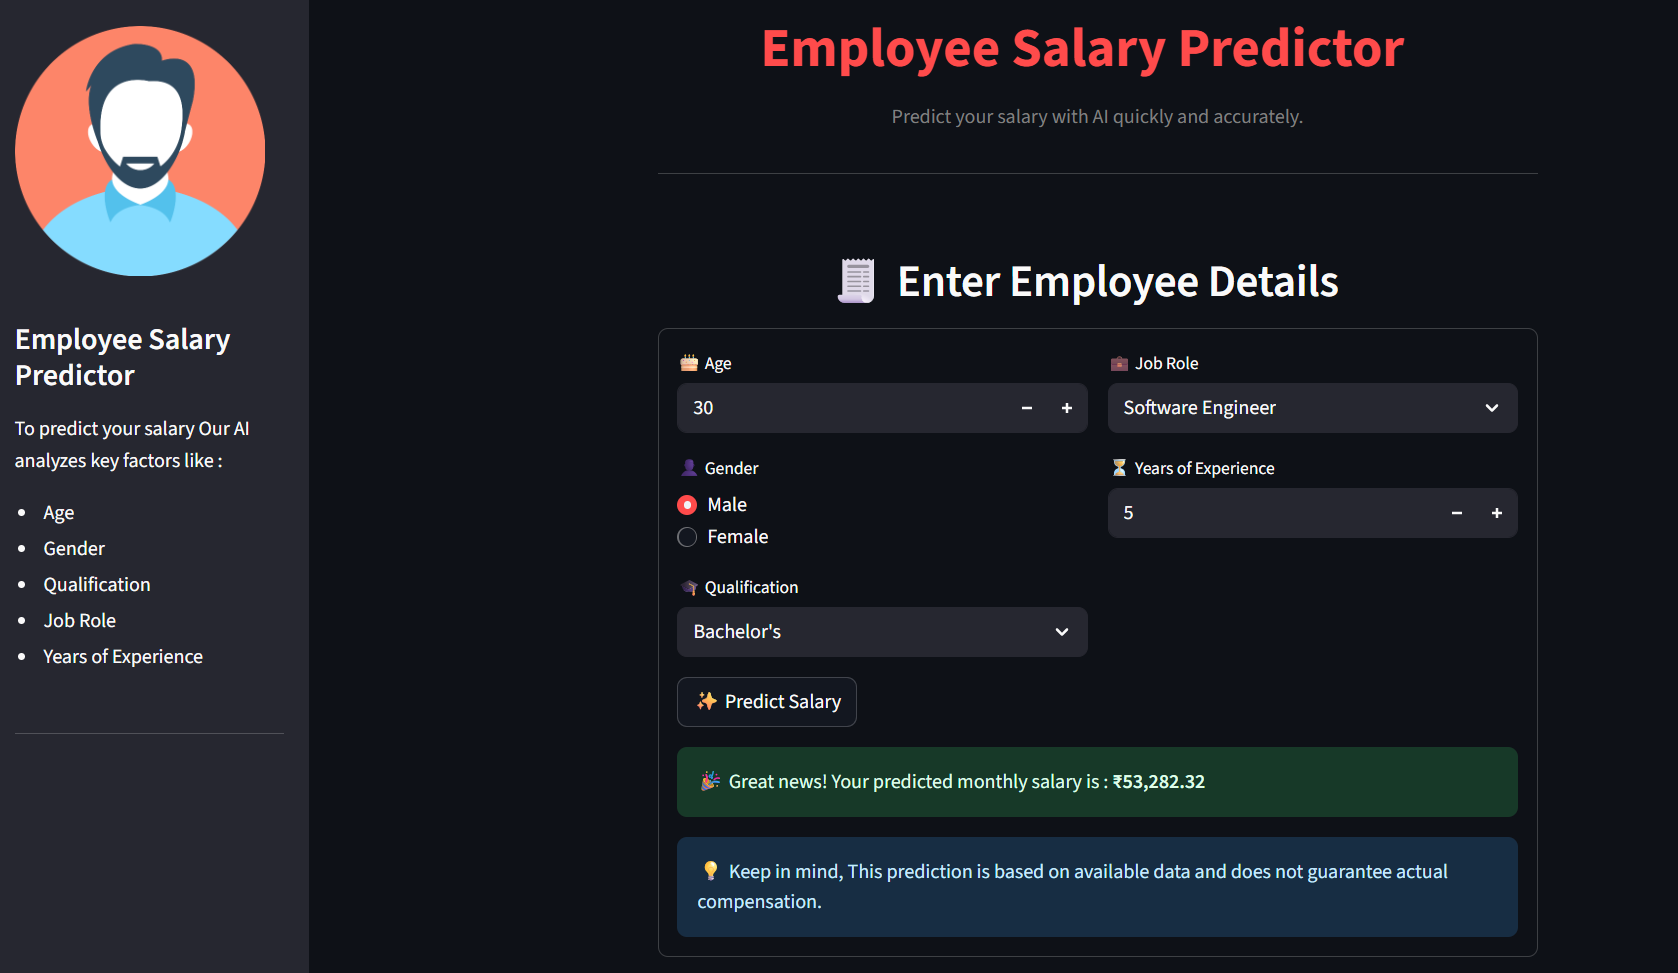 Employee Salary
Predictor
To predict your salary Our AI
analyzes key factors like :
• Age
• Gender
• Qualification
• Job Role
• Years of Experience
Employee Salary Predictor
Predict your salary with AI quickly and accurately.
Enter Employee Details
🎂 Age
30 − +
👤 Gender
Male
Female
🎓 Qualification
Bachelor's
💼 Job Role
Software Engineer
⏳ Years of Experience
5 − +
✨ Predict Salary
🎉 Great news! Your predicted monthly salary is : ₹53,282.32
💡 Keep in mind, This prediction is based on available data and does not guarantee actual
compensation.